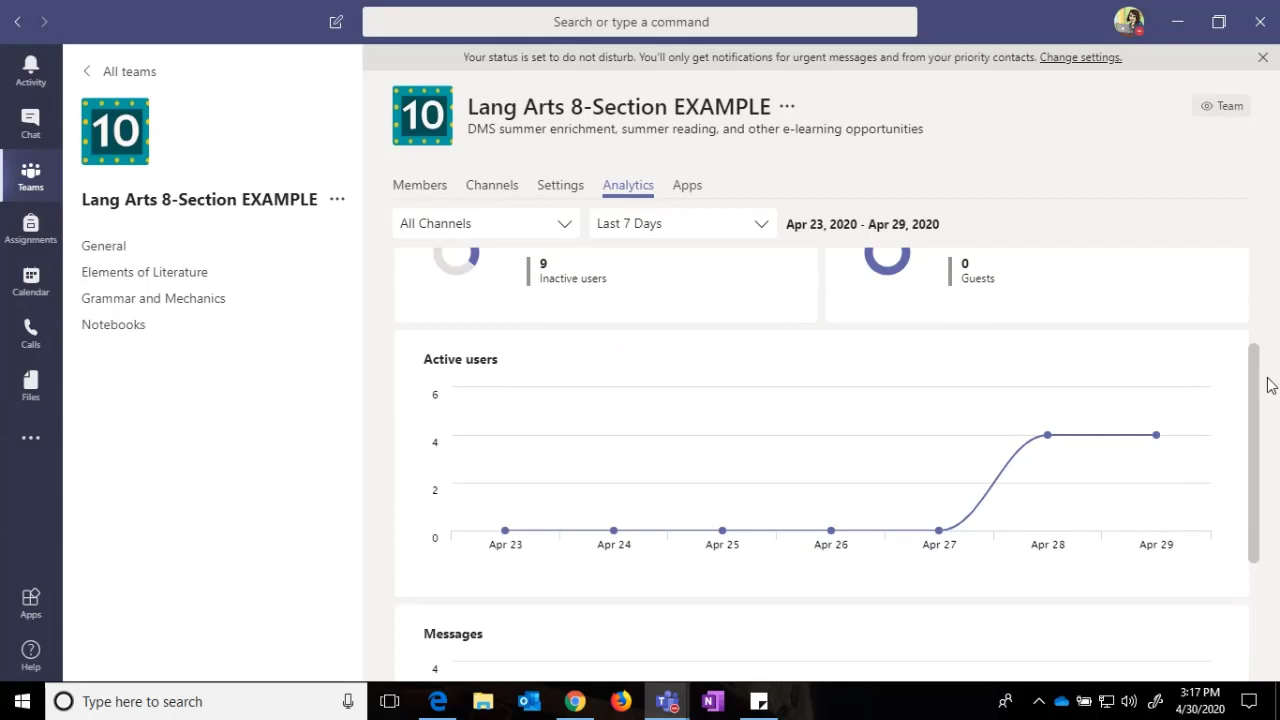 Search or type a command
Your status is set to do not disturb. You'll only get notifications for urgent messages and from your priority contacts. Change settings.
Activity
Chat
Teams
Assignments
Calendar
Calls
Files
Apps
Help
All teams
10
Lang Arts 8-Section EXAMPLE
General
Elements of Literature
Grammar and Mechanics
Notebooks
10
Lang Arts 8-Section EXAMPLE
DMS summer enrichment, summer reading, and other e-learning opportunities
Team
Members Channels Settings Analytics Apps
All Channels Last 7 Days Apr 23, 2020 - Apr 29, 2020
9
Inactive users
0
Guests
Active users
6
4
2
0
Apr 23 Apr 24 Apr 25 Apr 26 Apr 27 Apr 28 Apr 29
Messages
4
Type here to search
3:17 PM
4/30/2020